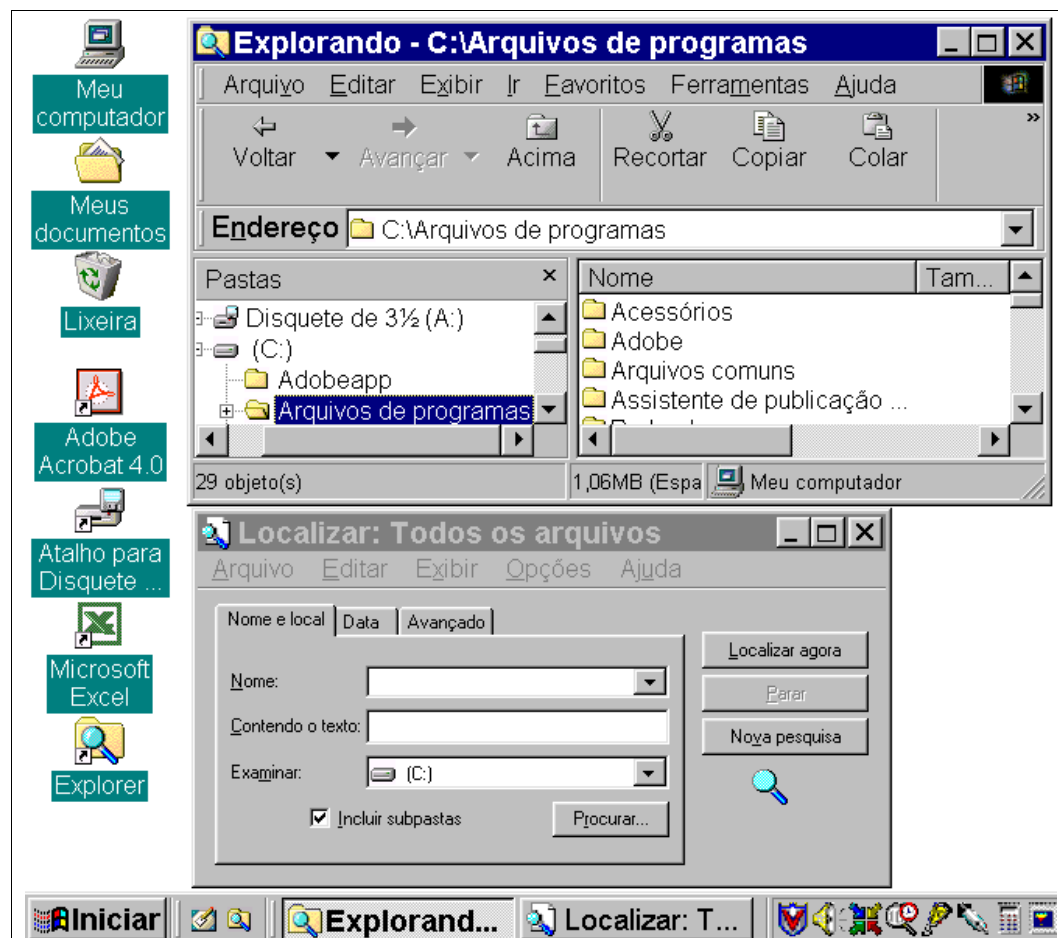 Meu
computador
Meus
documentos
Lixeira
Adobe
Acrobat 4.0
Atalho para
Disquete ...
Microsoft
Excel
Explorer
Explorando - C:\Arquivos de programas
Arquivo Editar Exibir Ir Favoritos Ferramentas Ajuda
Voltar Avançar Acima Recortar Copiar Colar »
Endereço C:\Arquivos de programas
Pastas ×
Disquete de 3½ (A:)
(C:)
Adobeapp
Arquivos de programas
Nome Tam...
Acessórios
Adobe
Arquivos comuns
Assistente de publicação ...
29 objeto(s) 1,06MB (Espa Meu computador
Localizar: Todos os arquivos
Arquivo Editar Exibir Opções Ajuda
Nome e local Data Avançado
Nome:
Contendo o texto:
Examinar: (C:)
Incluir subpastas Procurar...
Localizar agora
Parar
Nova pesquisa
Iniciar Explorand... Localizar: T...